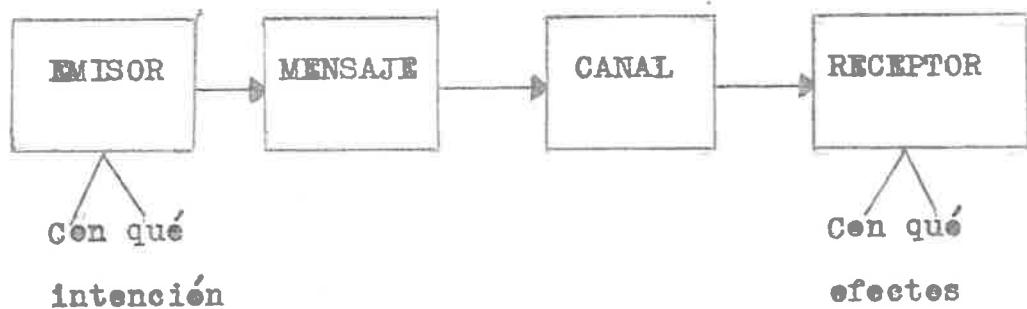 EMISOR
MENSAJE
CANAL
RECEPTOR
Con qué
intención
Con qué
efectos